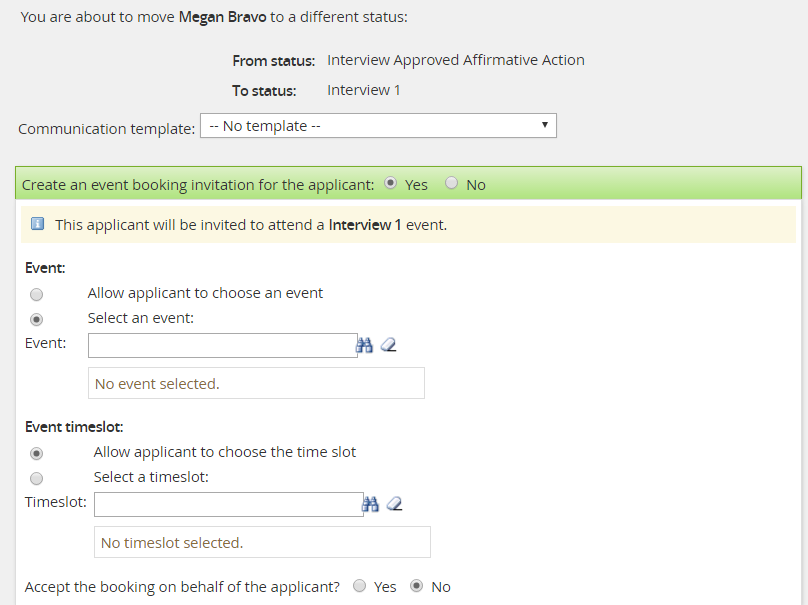 You are about to move Megan Bravo to a different status:
From status: Interview Approved Affirmative Action
To status: Interview 1
Communication template: -- No template --
Create an event booking invitation for the applicant: Yes No
This applicant will be invited to attend a Interview 1 event.
Event:
Allow applicant to choose an event
Select an event:
Event:
No event selected.
Event timeslot:
Allow applicant to choose the time slot
Select a timeslot:
Timeslot:
No timeslot selected.
Accept the booking on behalf of the applicant? Yes No